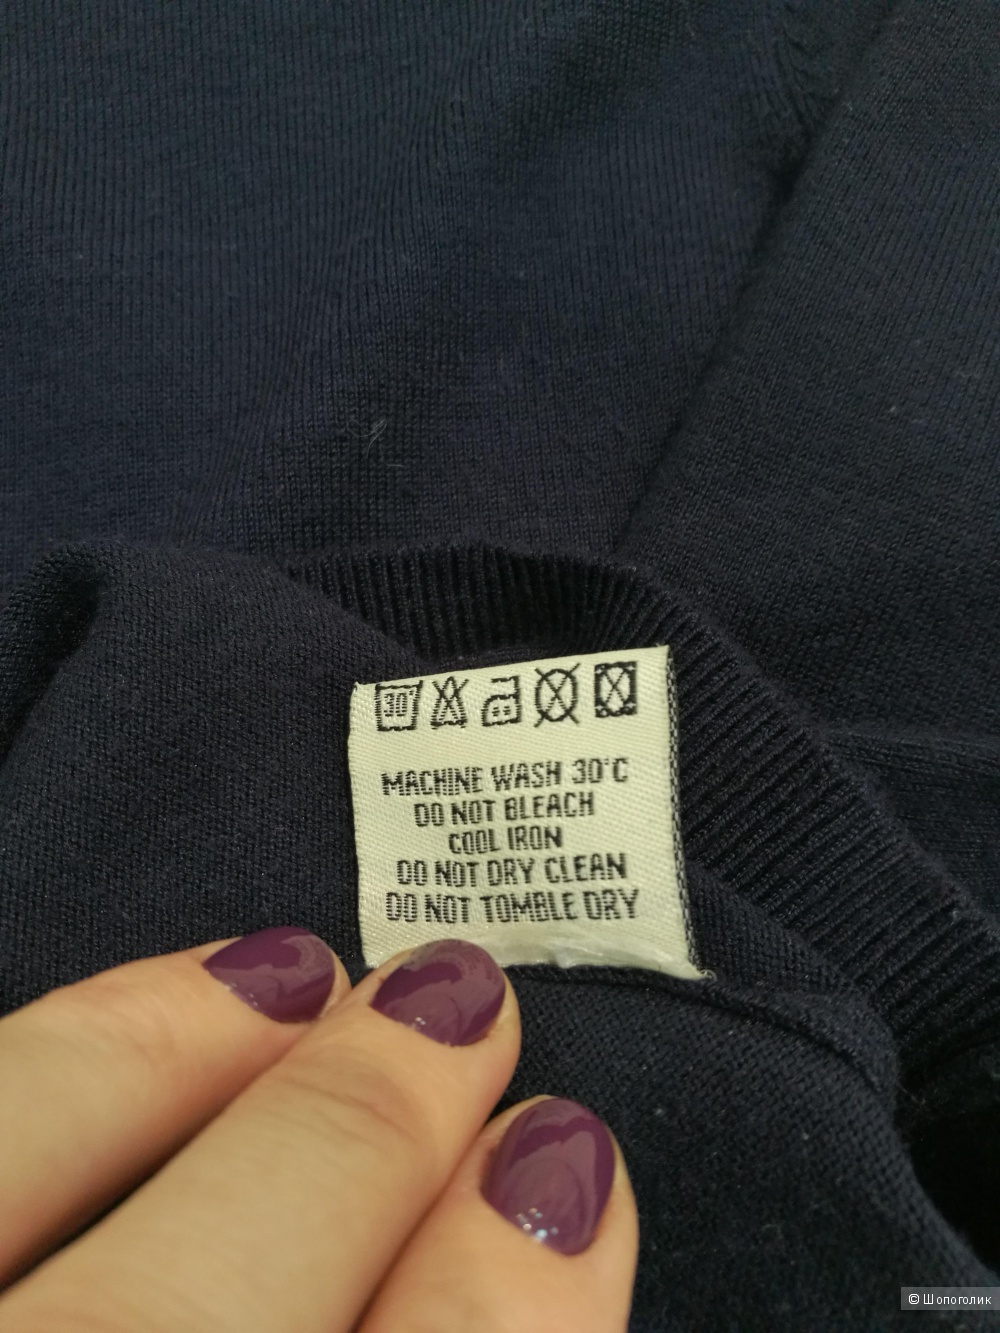 30°
MACHINE WASH 30°C
DO NOT BLEACH
COOL IRON
DO NOT DRY CLEAN
DO NOT TOMBLE DRY
© Шопоголик